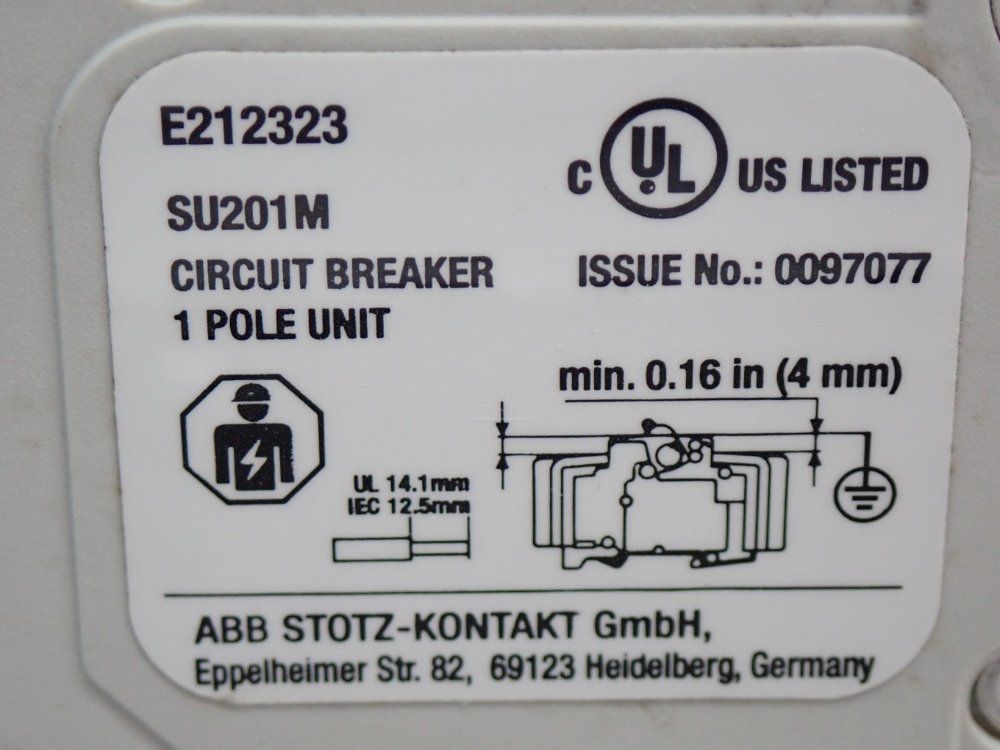 E212323
C UL US LISTED
SU201M
CIRCUIT BREAKER
ISSUE No.: 0097077
1 POLE UNIT
min. 0.16 in (4 mm)
UL 14.1mm
IEC 12.5mm
ABB STOTZ-KONTAKT GmbH,
Eppelheimer Str. 82, 69123 Heidelberg, Germany